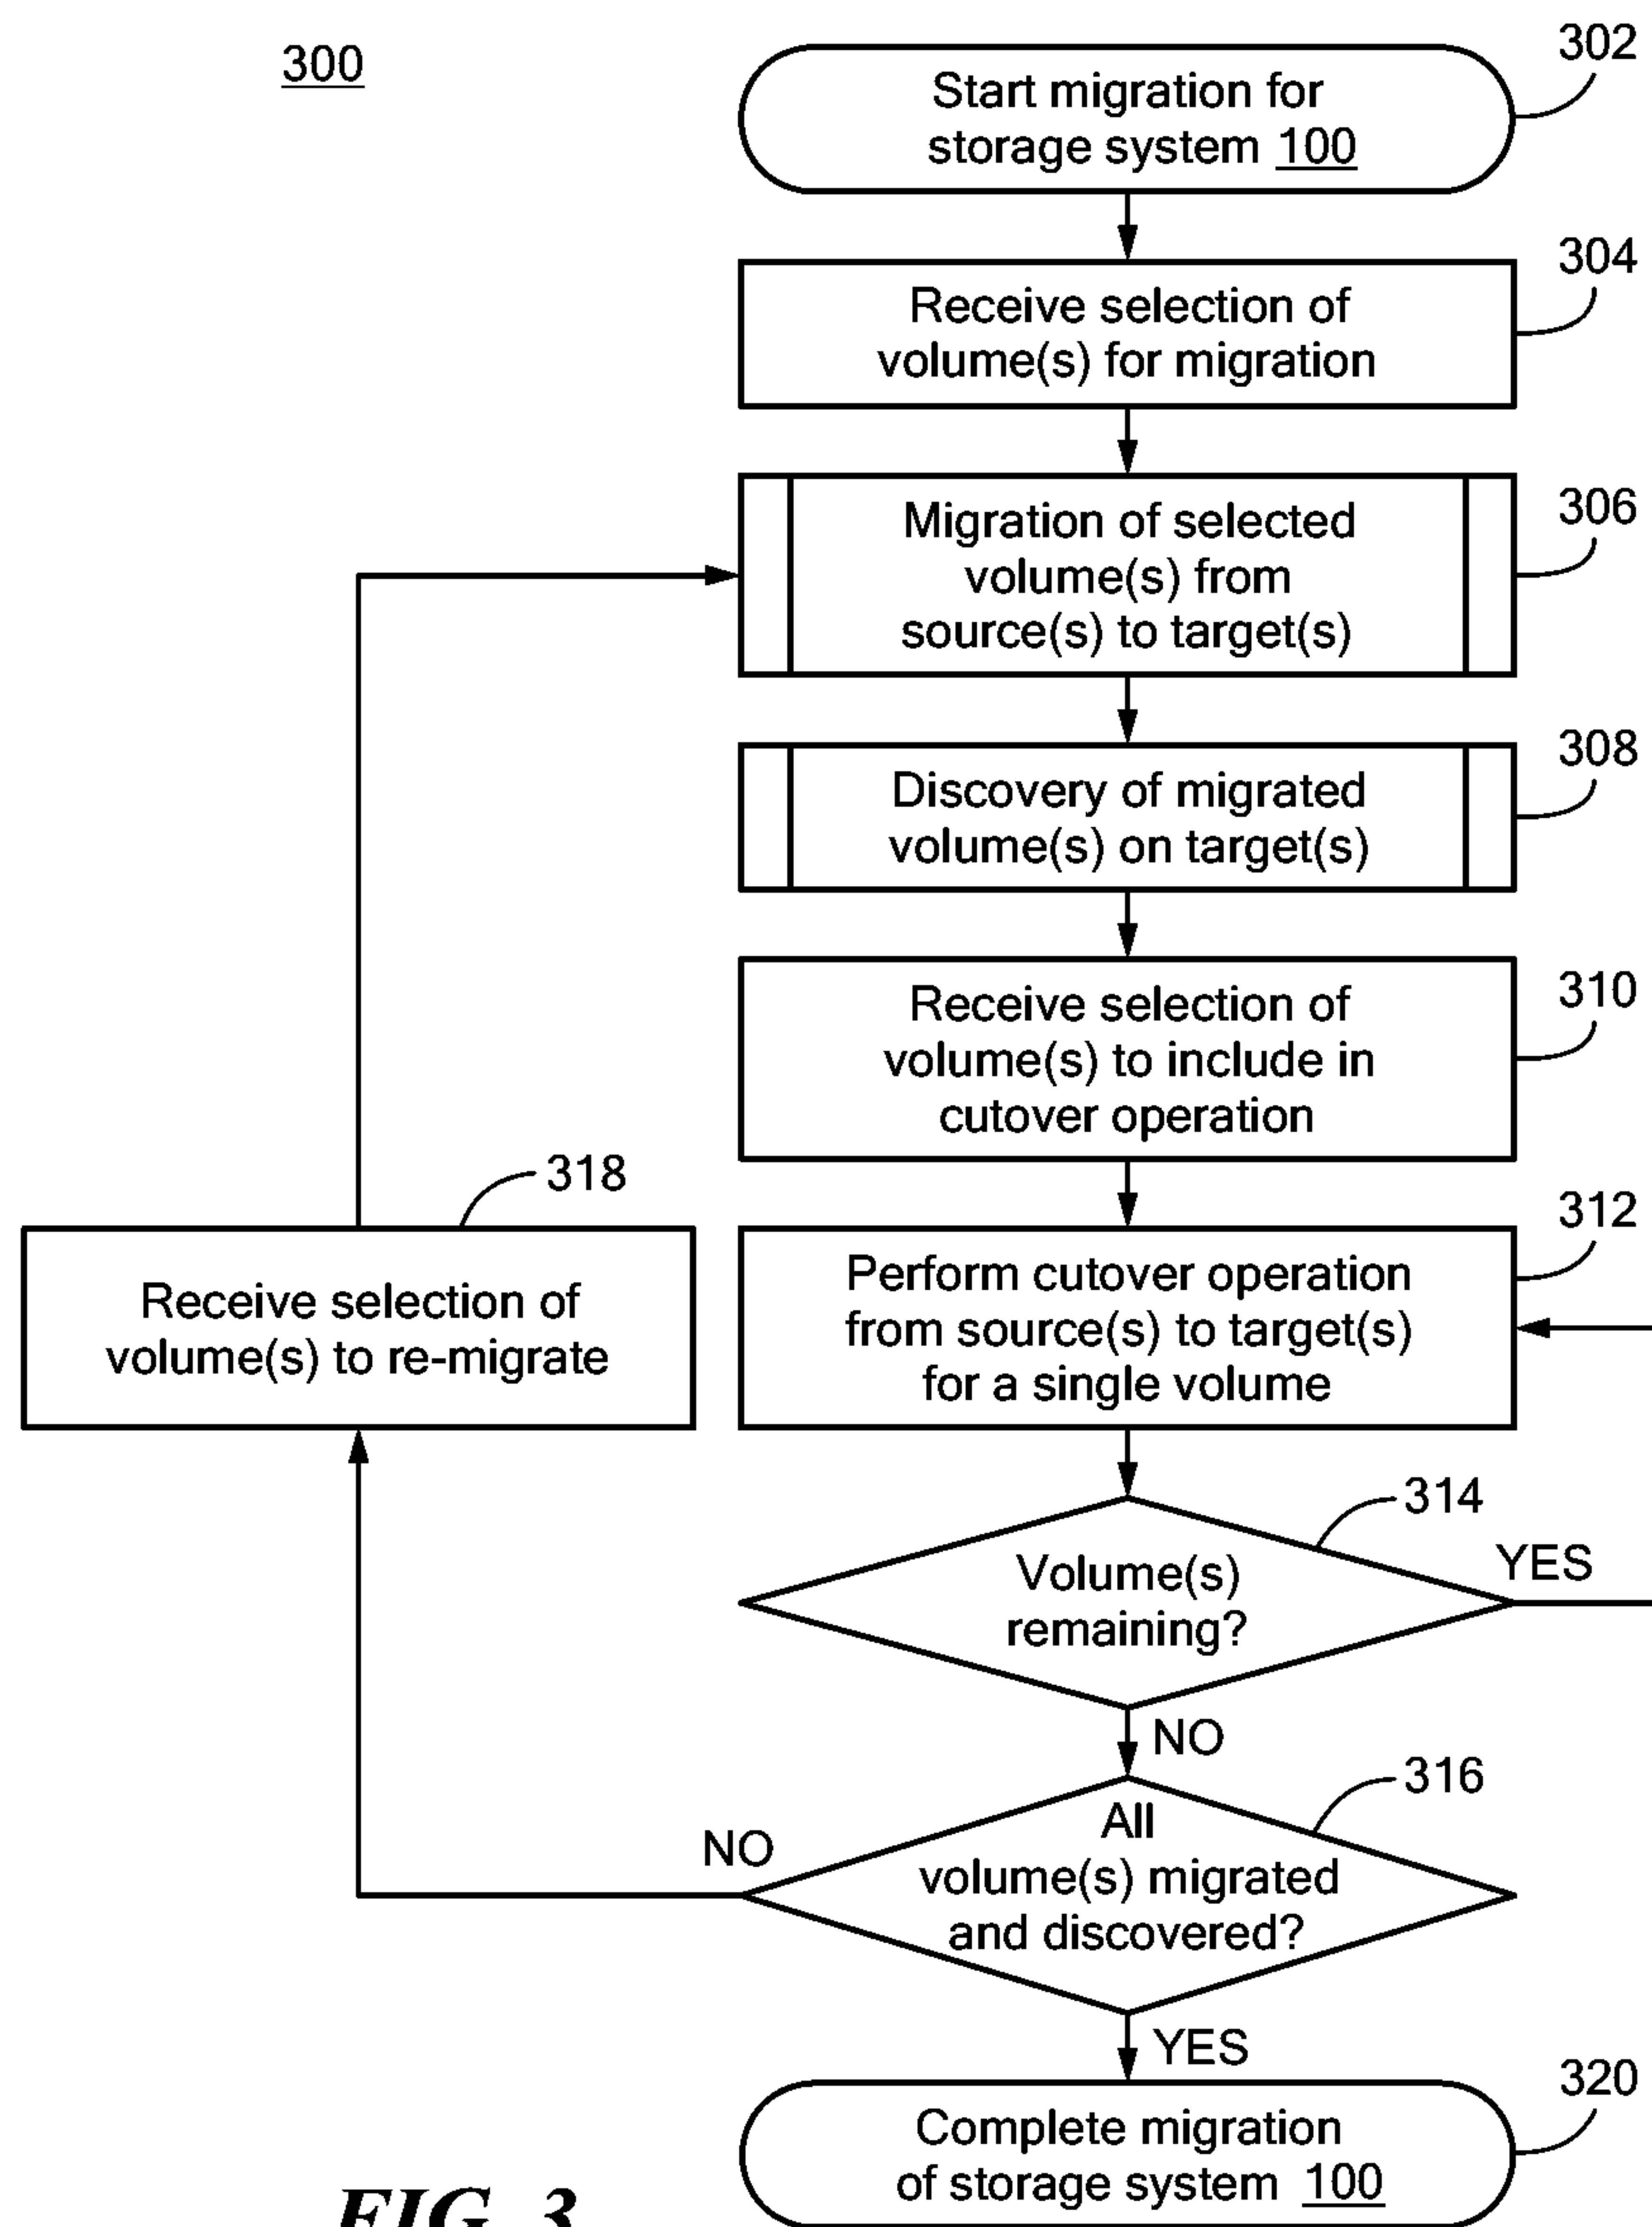 300
302
Start migration for
storage system 100
304
Receive selection of
volume(s) for migration
306
Migration of selected
volume(s) from
source(s) to target(s)
308
Discovery of migrated
volume(s) on target(s)
310
Receive selection of
volume(s) to include in
cutover operation
318
Receive selection of
volume(s) to re-migrate
312
Perform cutover operation
from source(s) to target(s)
for a single volume
314
Volume(s)
remaining?
YES
NO
316
All
volume(s) migrated
and discovered?
NO
YES
320
Complete migration
of storage system 100
FIG. 3